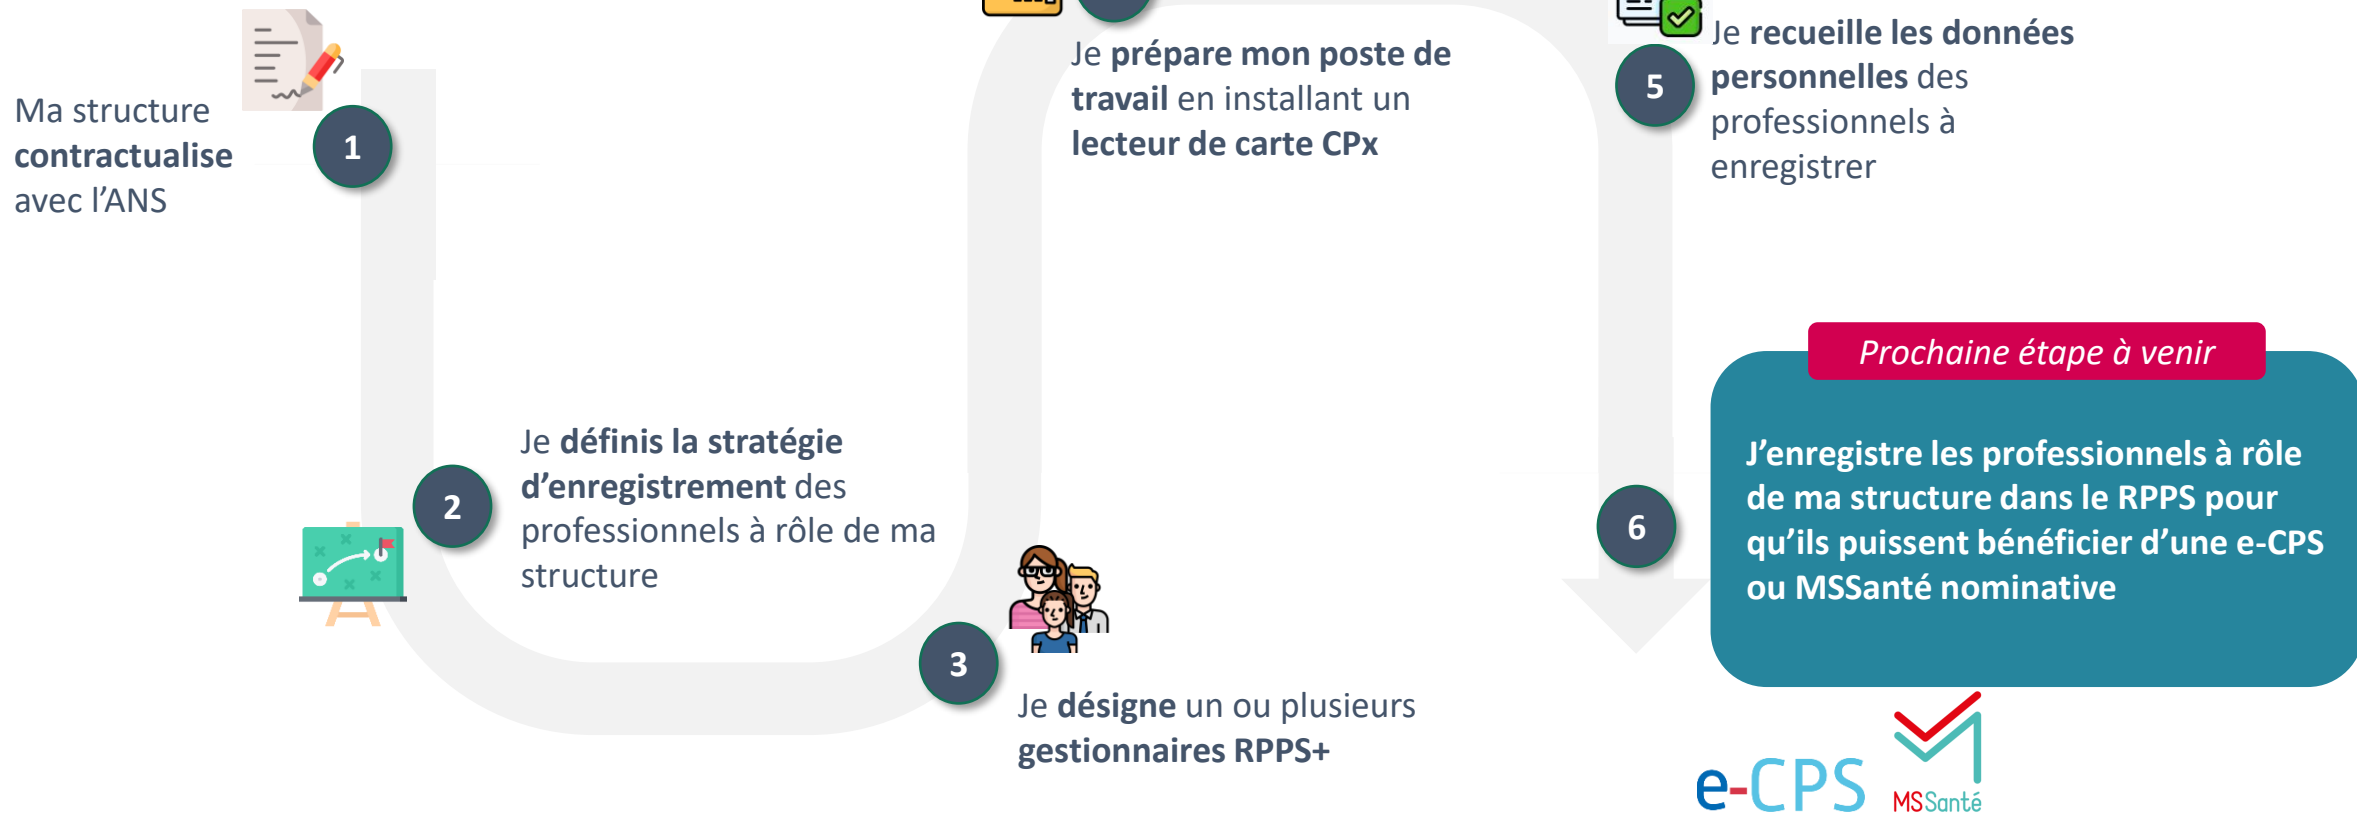 Ma structure
contractualise
avec l’ANS
1
2
Je définis la stratégie
d’enregistrement des
professionnels à rôle de ma
structure
3
Je désigne un ou plusieurs
gestionnaires RPPS+
Je prépare mon poste de
travail en installant un
lecteur de carte CPx
5
Je recueille les données
personnelles des
professionnels à
enregistrer
6
Prochaine étape à venir
J’enregistre les professionnels à rôle
de ma structure dans le RPPS pour
qu’ils puissent bénéficier d’une e-CPS
ou MSSanté nominative
e-CPS
MSSanté